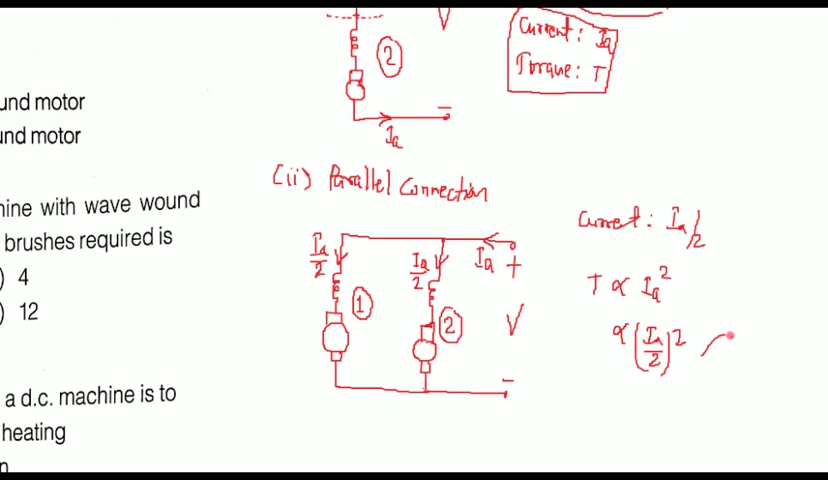 und motor
und motor
nine with wave wound
brushes required is
) 4
) 12
a d.c. machine is to
heating
V
2
Current: Ia
Torque: T
-
Ia
(ii) Parallel Connection
Ia/2
Ia/2
Ia +
1
2
V
-
Current: Ia/2
T ∝ Ia²
∝ (Ia/2)²